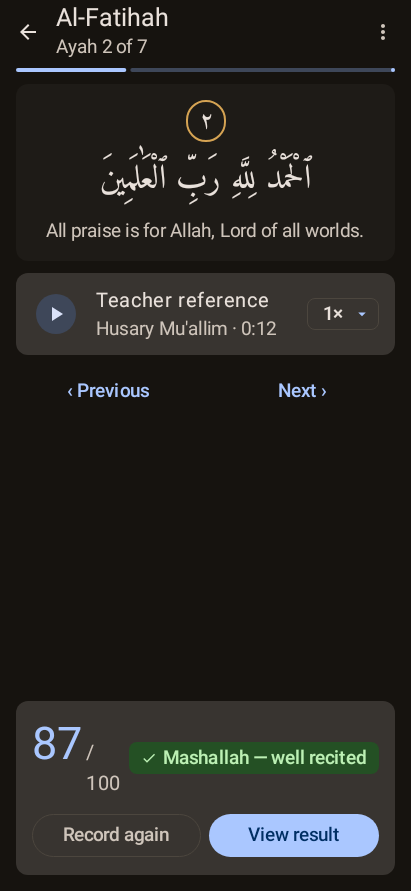 Al-Fatihah
Ayah 2 of 7
٢
ٱلْحَمْدُ لِلَّهِ رَبِّ ٱلْعَٰلَمِينَ
All praise is for Allah, Lord of all worlds.
Teacher reference
1×
Husary Mu'allim · 0:12
‹ Previous
Next ›
87 / 100
Mashallah — well recited
Record again
View result